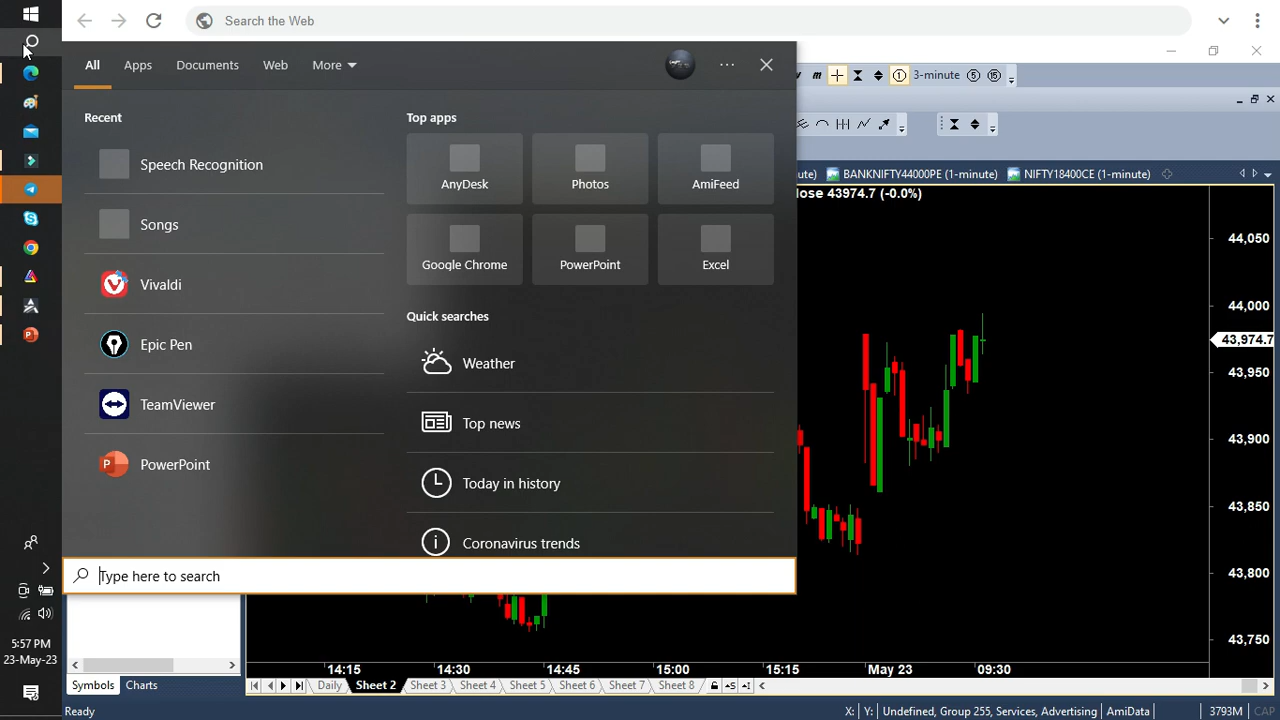 Search the Web
All Apps Documents Web More
3-minute 5 15
Recent
Top apps
Speech Recognition
AnyDesk Photos AmiFeed
Songs
Google Chrome PowerPoint Excel
Vivaldi
Quick searches
Epic Pen
Weather
TeamViewer
Top news
PowerPoint
Today in history
Coronavirus trends
Type here to search
BANKNIFTY44000PE (1-minute) NIFTY18400CE (1-minute)
lose 43974.7 (-0.0%)
44,050
44,000
43,974.7
43,950
43,900
43,850
43,800
43,750
14:15 14:30 14:45 15:00 15:15 May 23 09:30
Symbols Charts Daily Sheet 2 Sheet 3 Sheet 4 Sheet 5 Sheet 6 Sheet 7 Sheet 8
Ready X: Y: Undefined, Group 255, Services, Advertising AmiData 3793M CAP
5:57 PM
23-May-23